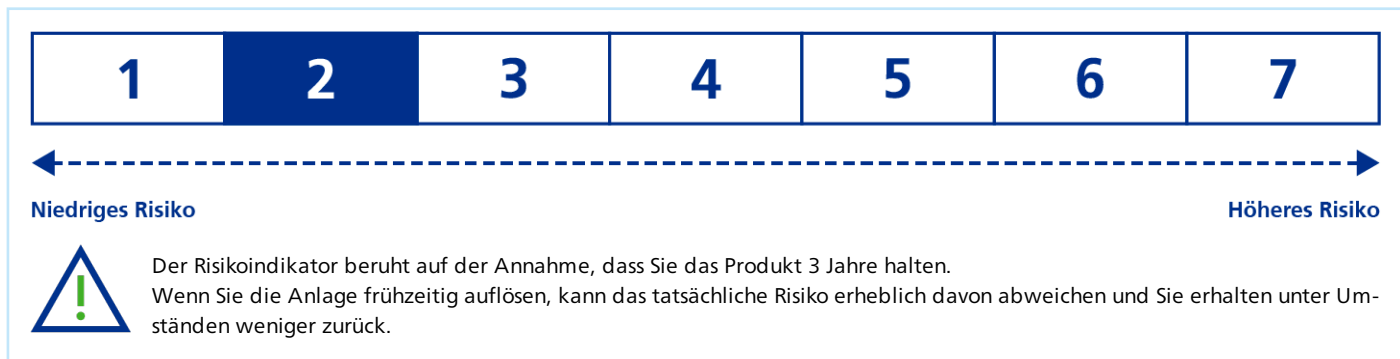 1 2 3 4 5 6 7
Niedriges Risiko Höheres Risiko
Der Risikoindikator beruht auf der Annahme, dass Sie das Produkt 3 Jahre halten.
Wenn Sie die Anlage frühzeitig auflösen, kann das tatsächliche Risiko erheblich davon abweichen und Sie erhalten unter Um-
ständen weniger zurück.